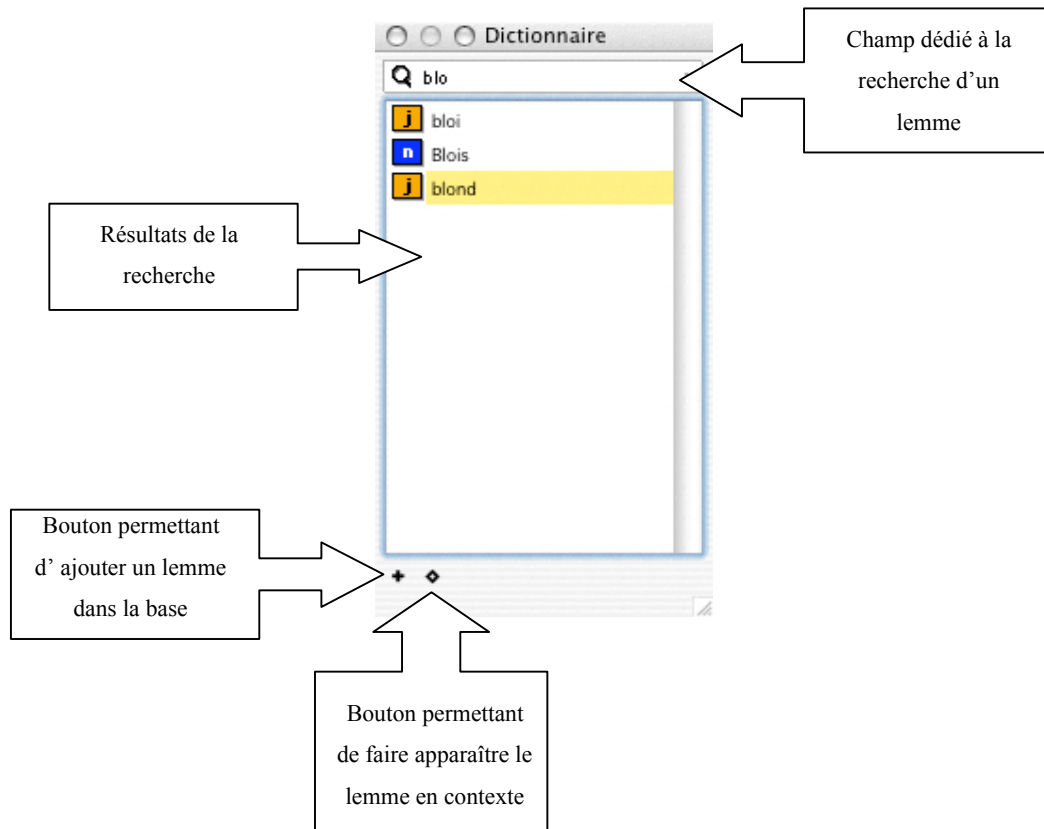 Dictionnaire
Champ dédié à la
recherche d'un
lemme
blo
j bloi
n Blois
j blond
Résultats de la
recherche
Bouton permettant
d' ajouter un lemme
dans la base
Bouton permettant
de faire apparaître le
lemme en contexte